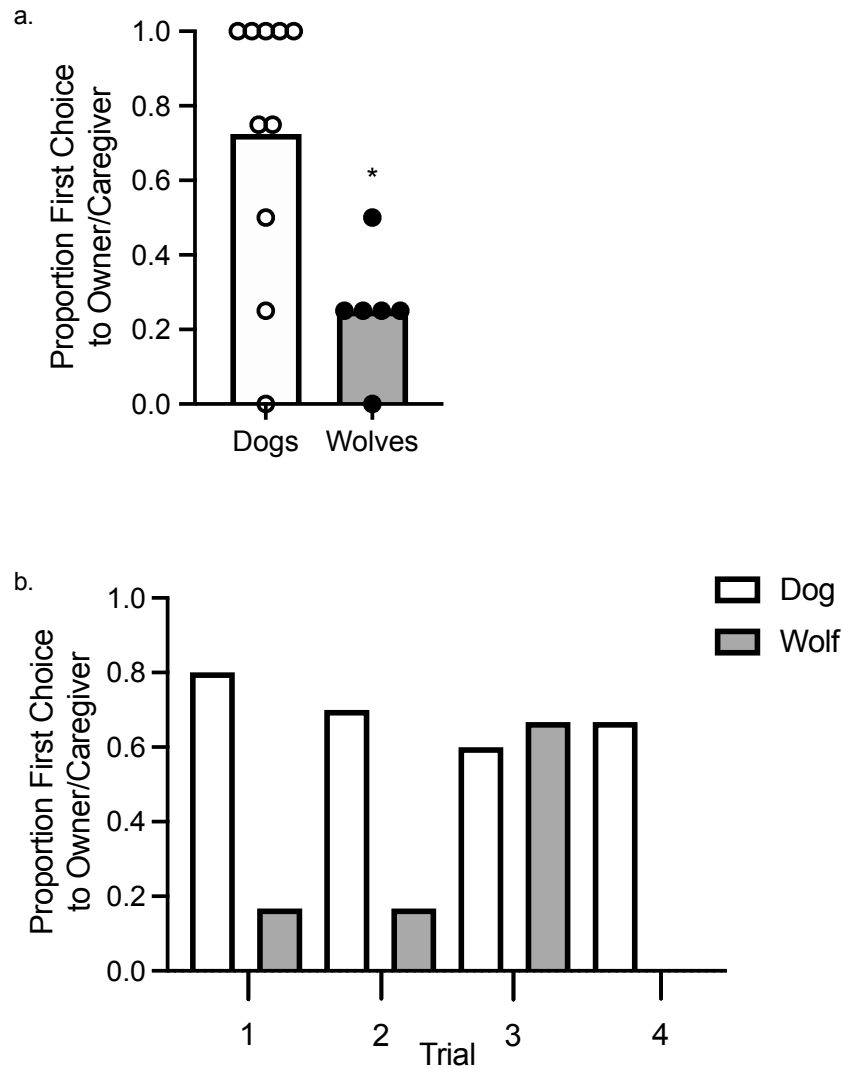 a.
Proportion First Choice
to Owner/Caregiver
1.0
0.8
0.6
0.4
0.2
0.0
*
Dogs Wolves
b.
Proportion First Choice
to Owner/Caregiver
1.0
0.8
0.6
0.4
0.2
0.0
1 2 3 4
Trial
Dog
Wolf